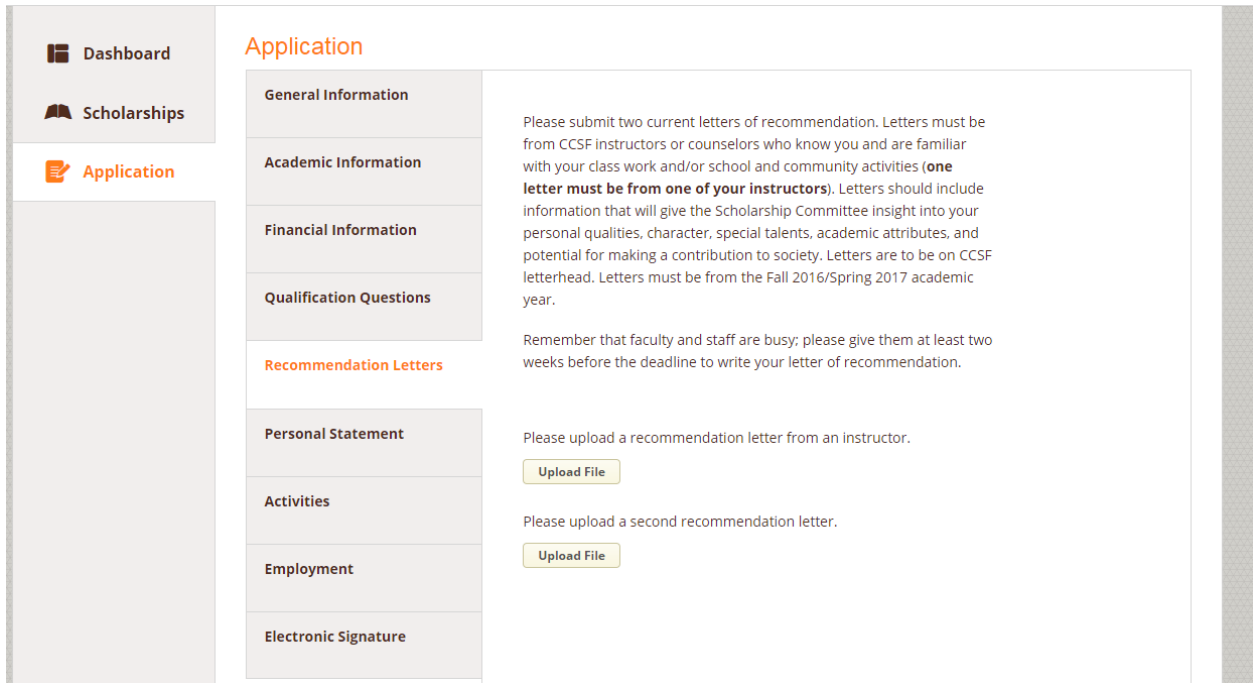 Dashboard
Scholarships
Application
Application
General Information
Academic Information
Financial Information
Qualification Questions
Recommendation Letters
Personal Statement
Activities
Employment
Electronic Signature
Please submit two current letters of recommendation. Letters must be
from CCSF instructors or counselors who know you and are familiar
with your class work and/or school and community activities (one
letter must be from one of your instructors). Letters should include
information that will give the Scholarship Committee insight into your
personal qualities, character, special talents, academic attributes, and
potential for making a contribution to society. Letters are to be on CCSF
letterhead. Letters must be from the Fall 2016/Spring 2017 academic
year.
Remember that faculty and staff are busy; please give them at least two
weeks before the deadline to write your letter of recommendation.
Please upload a recommendation letter from an instructor.
Upload File
Please upload a second recommendation letter.
Upload File